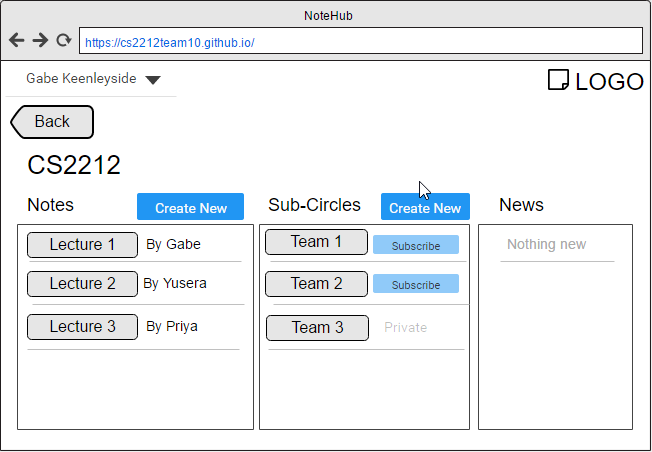 NoteHub
https://cs2212team10.github.io/
Gabe Keenleyside
LOGO
Back
CS2212
Notes
Create New
Lecture 1 By Gabe
Lecture 2 By Yusera
Lecture 3 By Priya
Sub-Circles
Create New
Team 1 Subscribe
Team 2 Subscribe
Team 3 Private
News
Nothing new